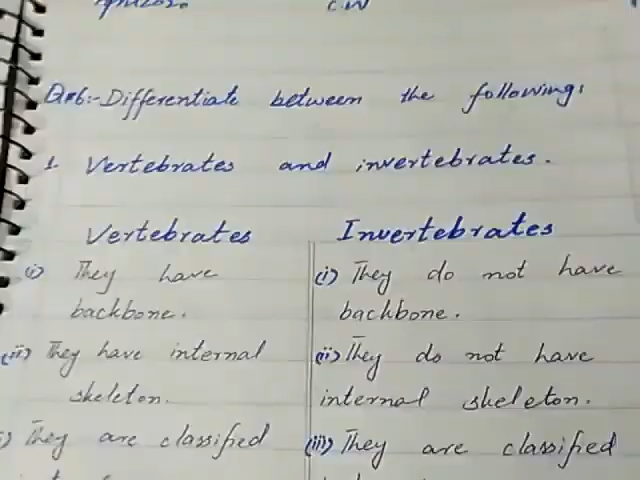 C.W
Q#6:- Differentiate between the following:
1. Vertebrates and invertebrates.
Vertebrates
(i) They have
backbone.
(ii) They have internal
skeleton.
They are classified
Invertebrates
(i) They do not have
backbone.
(ii) They do not have
internal skeleton.
(iii) They are classified